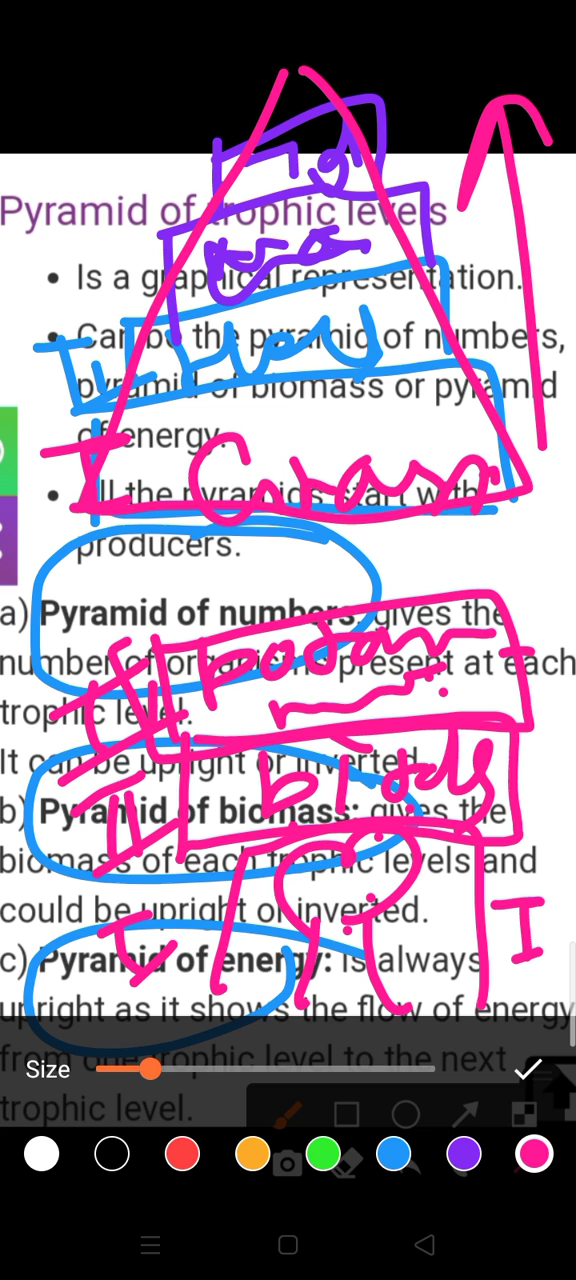 Pyramid of trophic levels
• Is a graphical representation.
• Can be the pyramid of numbers,
pyramid of biomass or pyramid
of energy.
I Grass
• All the pyramids start with
producers.
a) Pyramid of numbers: gives the
number of organisms present at each
trophic level.
It can be upright or inverted.
birds
b) Pyramid of biomass: gives the
biomass of each trophic levels and
could be upright or inverted.
I
c) Pyramid of energy: is always
upright as it shows the flow of energy
from one trophic level to the next
Size
trophic level.